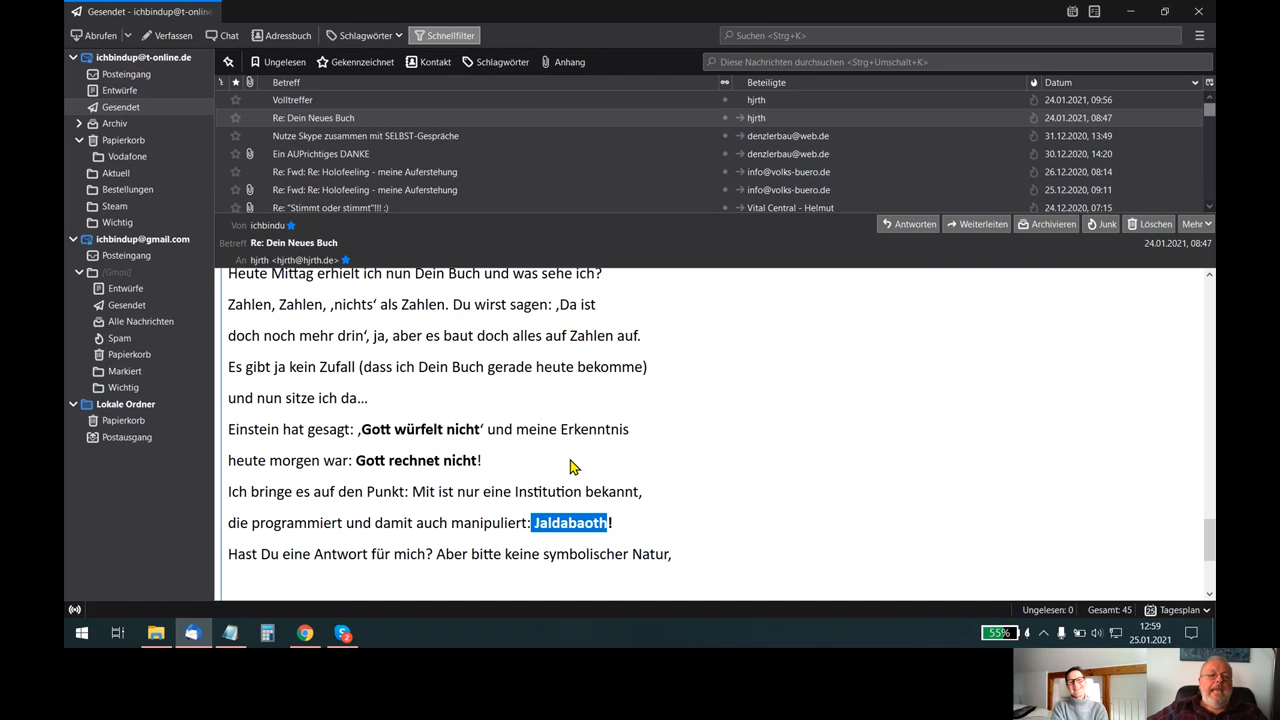 Gesendet - ichbindup@t-online
Abrufen Verfassen Chat Adressbuch Schlagwörter Schnellfilter Suchen <Strg+K>
ichbindup@t-online.de
Posteingang
Entwürfe
Gesendet
Archiv
Papierkorb
Vodafone
Aktuell
Bestellungen
Steam
Wichtig
ichbindup@gmail.com
Posteingang
[Gmail]
Entwürfe
Gesendet
Alle Nachrichten
Spam
Papierkorb
Markiert
Wichtig
Lokale Ordner
Papierkorb
Postausgang
Ungelesen Gekennzeichnet Kontakt Schlagwörter Anhang Diese Nachrichten durchsuchen <Strg+Umschalt+K>
Betreff Beteiligte Datum
Volltreffer hjrth 24.01.2021, 09:56
Re: Dein Neues Buch hjrth 24.01.2021, 08:47
Nutze Skype zusammen mit SELBST-Gespräche denzlerbau@web.de 31.12.2020, 13:49
Ein AUPrichtiges DANKE denzlerbau@web.de 30.12.2020, 14:20
Re: Fwd: Re: Holofeeling - meine Auferstehung info@volks-buero.de 26.12.2020, 08:14
Re: Fwd: Re: Holofeeling - meine Auferstehung info@volks-buero.de 25.12.2020, 09:11
Re: "Stimmt oder stimmt"!!! :) Vital Central - Helmut 24.12.2020, 07:15
Von ichbindu Antworten Weiterleiten Archivieren Junk Löschen Mehr
Betreff Re: Dein Neues Buch 24.01.2021, 08:47
An hjrth <hjrth@hjrth.de>
Heute Mittag erhielt ich nun Dein Buch und was sehe ich?
Zahlen, Zahlen, ‚nichts‘ als Zahlen. Du wirst sagen: ‚Da ist
doch noch mehr drin‘, ja, aber es baut doch alles auf Zahlen auf.
Es gibt ja kein Zufall (dass ich Dein Buch gerade heute bekomme)
und nun sitze ich da…
Einstein hat gesagt: ‚Gott würfelt nicht‘ und meine Erkenntnis
heute morgen war: Gott rechnet nicht!
Ich bringe es auf den Punkt: Mit ist nur eine Institution bekannt,
die programmiert und damit auch manipuliert: Jaldabaoth!
Hast Du eine Antwort für mich? Aber bitte keine symbolischer Natur,
Ungelesen: 0 Gesamt: 45 25 Tagesplan
55% 12:59
25.01.2021